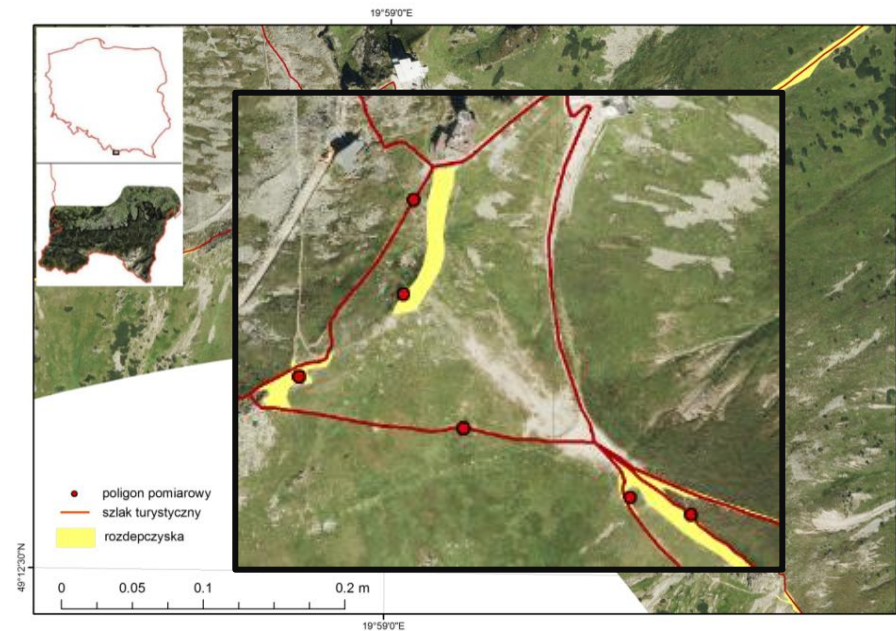 19°59'0"E
poligon pomiarowy
szlak turystyczny
rozdepczyska
49°12'30"N
0 0.05 0.1 0.2 m
19°59'0"E